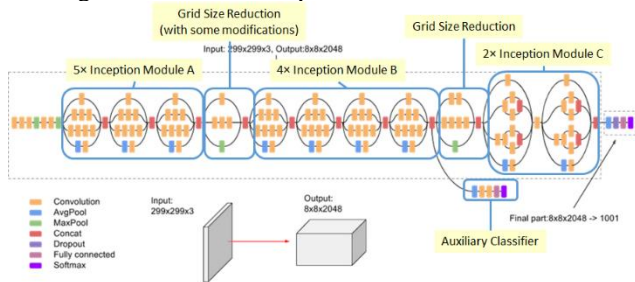 Grid Size Reduction
(with some modifications)
Grid Size Reduction
Input: 299x299x3, Output:8x8x2048
5× Inception Module A
4× Inception Module B
2× Inception Module C
Convolution
AvgPool
MaxPool
Concat
Dropout
Fully connected
Softmax
Input:
299x299x3
Output:
8x8x2048
Auxiliary Classifier
Final part:8x8x2048 -> 1001